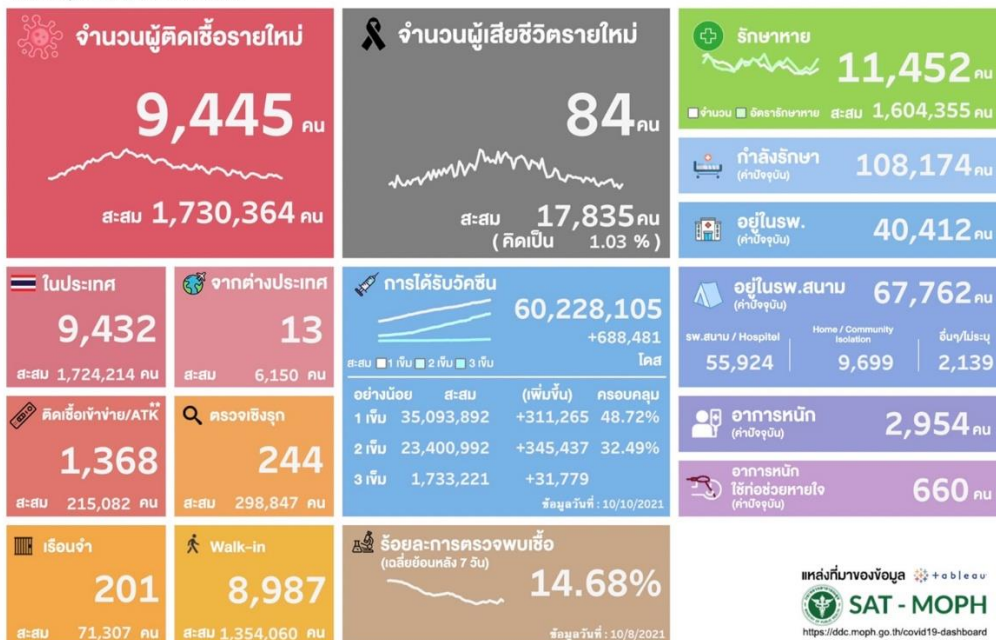 จำนวนผู้ติดเชื้อรายใหม่
9,445 คน
สะสม 1,730,364 คน
จำนวนผู้เสียชีวิตรายใหม่
84 คน
สะสม 17,835 คน
(คิดเป็น 1.03 %)
รักษาหาย
11,452 คน
จำนวน อัตรารักษาหาย สะสม 1,604,355 คน
กำลังรักษา
(ค่าปัจจุบัน)
108,174 คน
อยู่ในรพ.
(ค่าปัจจุบัน)
40,412 คน
ในประเทศ
9,432
สะสม 1,724,214 คน
จากต่างประเทศ
13
สะสม 6,150 คน
การได้รับวัคซีน
60,228,105
+688,481
สะสม 1 เข็ม 2 เข็ม 3 เข็ม โดส
อย่างน้อย สะสม (เพิ่มขึ้น) ครอบคลุม
1 เข็ม 35,093,892 +311,265 48.72%
2 เข็ม 23,400,992 +345,437 32.49%
3 เข็ม 1,733,221 +31,779
ข้อมูลวันที่ : 10/10/2021
อยู่ในรพ.สนาม
(ค่าปัจจุบัน)
67,762 คน
รพ.สนาม / Hospitel
55,924
Home / Community
Isolation
9,699
อื่นๆ/ไม่ระบุ
2,139
ติดเชื้อเข้าข่าย/ATK**
1,368
สะสม 215,082 คน
ตรวจเชิงรุก
244
สะสม 298,847 คน
อาการหนัก
(ค่าปัจจุบัน)
2,954 คน
อาการหนัก
ใช้ท่อช่วยหายใจ
(ค่าปัจจุบัน)
660 คน
เรือนจำ
201
สะสม 71,307 คน
Walk-in
8,987
สะสม 1,354,060 คน
ร้อยละการตรวจพบเชื้อ
(เฉลี่ยย้อนหลัง 7 วัน)
14.68%
ข้อมูลวันที่ : 10/8/2021
แหล่งที่มาของข้อมูล +ableau
SAT - MOPH
https://ddc.moph.go.th/covid19-dashboard